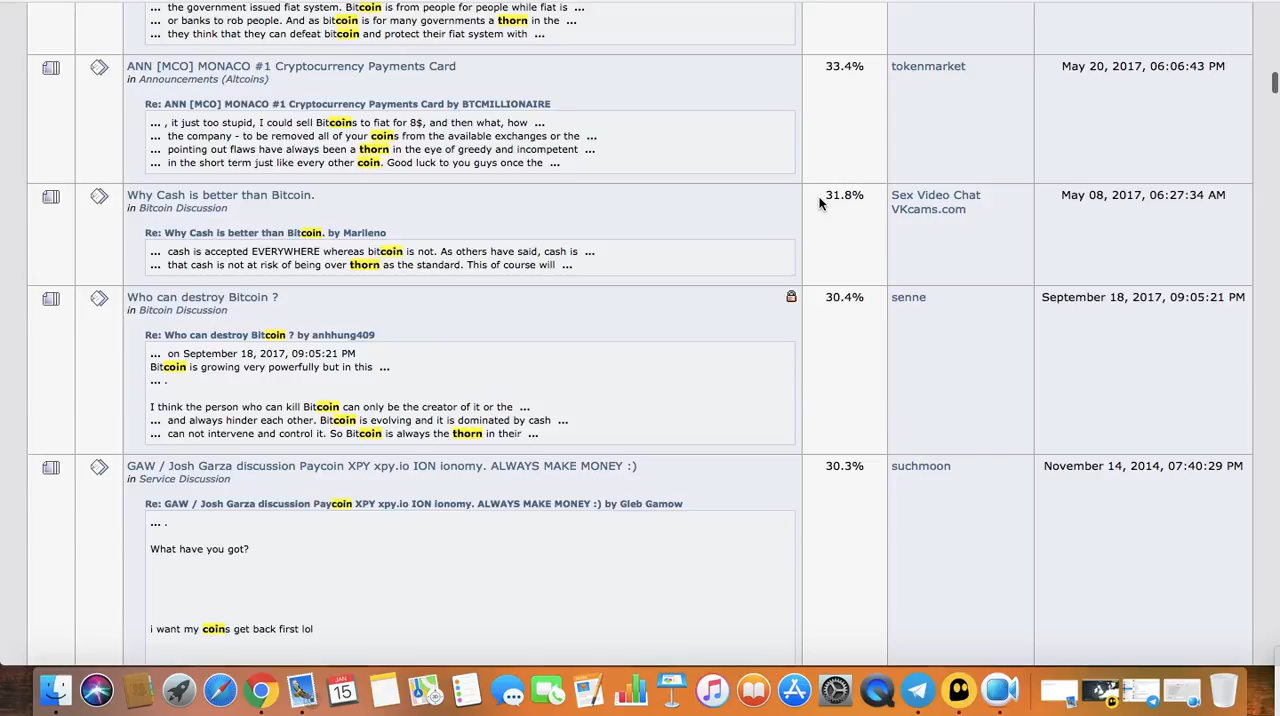 ... the government issued fiat system. Bitcoin is from people for people while fiat is ...
... or banks to rob people. And as bitcoin is for many governments a thorn in the ...
... they think that they can defeat bitcoin and protect their fiat system with ...
ANN [MCO] MONACO #1 Cryptocurrency Payments Card
in Announcements (Altcoins)
33.4%
tokenmarket
May 20, 2017, 06:06:43 PM
Re: ANN [MCO] MONACO #1 Cryptocurrency Payments Card by BTCMILLIONAIRE
... , it just too stupid, I could sell Bitcoins to fiat for 8$, and then what, how ...
... the company - to be removed all of your coins from the available exchanges or the ...
... pointing out flaws have always been a thorn in the eye of greedy and incompetent ...
... in the short term just like every other coin. Good luck to you guys once the ...
Why Cash is better than Bitcoin.
in Bitcoin Discussion
31.8%
Sex Video Chat
VKcams.com
May 08, 2017, 06:27:34 AM
Re: Why Cash is better than Bitcoin. by Marileno
... cash is accepted EVERYWHERE whereas bitcoin is not. As others have said, cash is ...
... that cash is not at risk of being over thorn as the standard. This of course will ...
Who can destroy Bitcoin ?
in Bitcoin Discussion
30.4%
senne
September 18, 2017, 09:05:21 PM
Re: Who can destroy Bitcoin ? by anhhung409
... on September 18, 2017, 09:05:21 PM
Bitcoin is growing very powerfully but in this ...
... .
I think the person who can kill Bitcoin can only be the creator of it or the ...
... and always hinder each other. Bitcoin is evolving and it is dominated by cash ...
... can not intervene and control it. So Bitcoin is always the thorn in their ...
GAW / Josh Garza discussion Paycoin XPY xpy.io ION ionomy. ALWAYS MAKE MONEY :)
in Service Discussion
30.3%
suchmoon
November 14, 2014, 07:40:29 PM
Re: GAW / Josh Garza discussion Paycoin XPY xpy.io ION ionomy. ALWAYS MAKE MONEY :) by Gleb Gamow
... .
What have you got?
i want my coins get back first lol
JAN
15